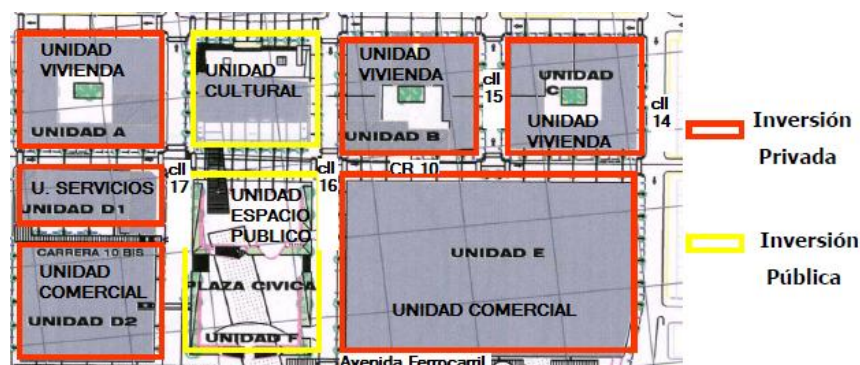 UNIDAD
VIVIENDA
UNIDAD A
UNIDAD
CULTURAL
UNIDAD
VIVIENDA
UNIDAD B
cll
15
UNIDAD
C
UNIDAD
VIVIENDA
cll
14
Inversión
Privada
U. SERVICIOS
UNIDAD D1
cll
17
UNIDAD
ESPACIO
PUBLICO
cll
16
CR 10
CARRERA 10 BIS
UNIDAD
COMERCIAL
UNIDAD D2
PLAZA CIVICA
UNIDAD F
UNIDAD E
UNIDAD COMERCIAL
Inversión
Pública
Avenida Ferrocarril